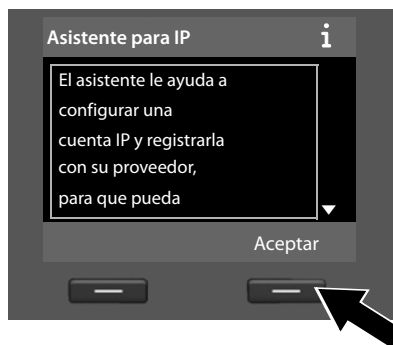 Asistente para IP i
El asistente le ayuda a
configurar una
cuenta IP y registrarla
con su proveedor,
para que pueda
Aceptar